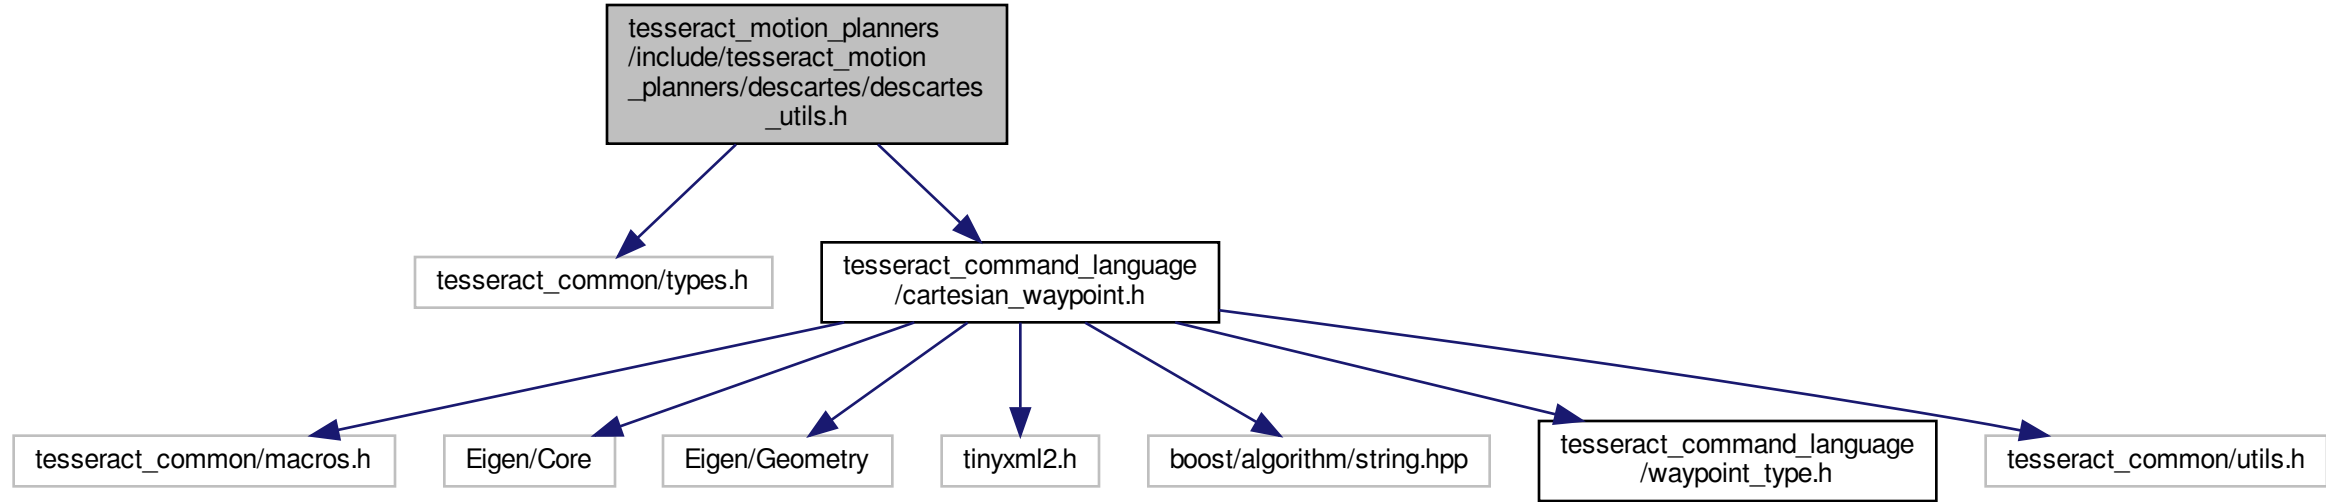 tesseract_motion_planners
/include/tesseract_motion
_planners/descartes/descartes
_utils.h
tesseract_common/types.h
tesseract_command_language
/cartesian_waypoint.h
tesseract_common/macros.h
Eigen/Core
Eigen/Geometry
tinyxml2.h
boost/algorithm/string.hpp
tesseract_command_language
/waypoint_type.h
tesseract_common/utils.h